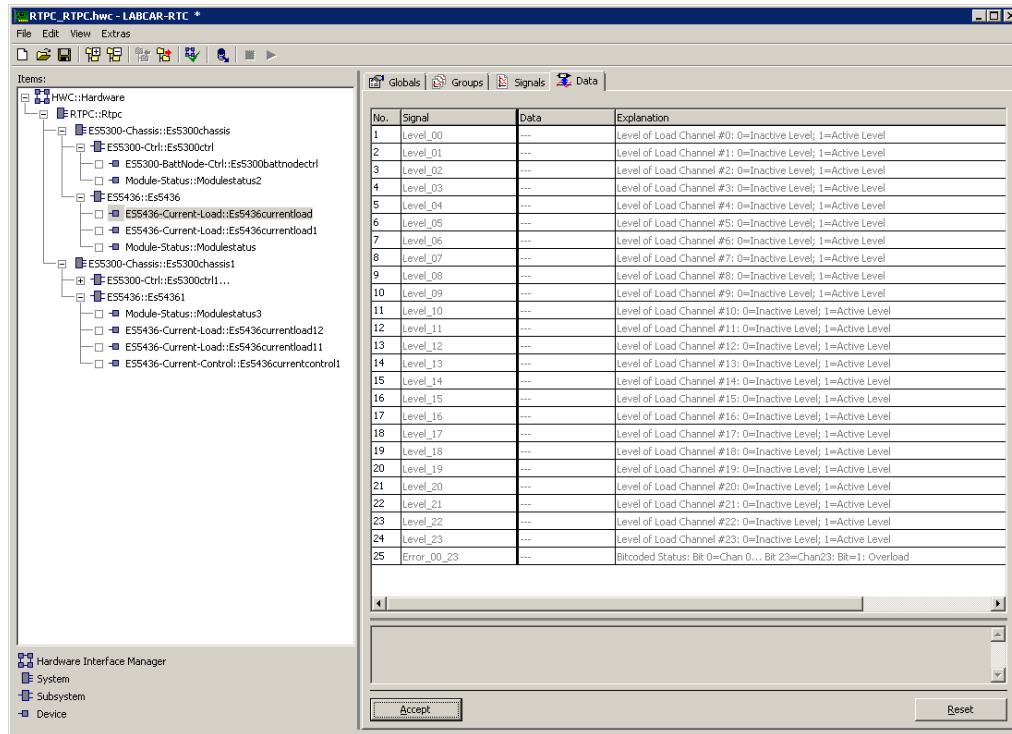 RTPC_RTPC.hwc - LABCAR-RTC *
File Edit View Extras
Items:
HWC::Hardware
RTPC::Rtpc
ES5300-Chassis::Es5300chassis
ES5300-Ctrl::Es5300ctrl
ES5300-BattNode-Ctrl::Es5300battnodectrl
Module-Status::Modulestatus2
ES5436::Es5436
ES5436-Current-Load::Es5436currentload
ES5436-Current-Load::Es5436currentload1
Module-Status::Modulestatus
ES5300-Chassis::Es5300chassis1
ES5300-Ctrl::Es5300ctrl1...
ES5436::Es54361
Module-Status::Modulestatus3
ES5436-Current-Load::Es5436currentload12
ES5436-Current-Load::Es5436currentload11
ES5436-Current-Control::Es5436currentcontrol1
Hardware Interface Manager
System
Subsystem
Device
Globals Groups Signals Data
No. Signal Data Explanation
1 Level_00 --- Level of Load Channel #0: 0=Inactive Level; 1=Active Level
2 Level_01 --- Level of Load Channel #1: 0=Inactive Level; 1=Active Level
3 Level_02 --- Level of Load Channel #2: 0=Inactive Level; 1=Active Level
4 Level_03 --- Level of Load Channel #3: 0=Inactive Level; 1=Active Level
5 Level_04 --- Level of Load Channel #4: 0=Inactive Level; 1=Active Level
6 Level_05 --- Level of Load Channel #5: 0=Inactive Level; 1=Active Level
7 Level_06 --- Level of Load Channel #6: 0=Inactive Level; 1=Active Level
8 Level_07 --- Level of Load Channel #7: 0=Inactive Level; 1=Active Level
9 Level_08 --- Level of Load Channel #8: 0=Inactive Level; 1=Active Level
10 Level_09 --- Level of Load Channel #9: 0=Inactive Level; 1=Active Level
11 Level_10 --- Level of Load Channel #10: 0=Inactive Level; 1=Active Level
12 Level_11 --- Level of Load Channel #11: 0=Inactive Level; 1=Active Level
13 Level_12 --- Level of Load Channel #12: 0=Inactive Level; 1=Active Level
14 Level_13 --- Level of Load Channel #13: 0=Inactive Level; 1=Active Level
15 Level_14 --- Level of Load Channel #14: 0=Inactive Level; 1=Active Level
16 Level_15 --- Level of Load Channel #15: 0=Inactive Level; 1=Active Level
17 Level_16 --- Level of Load Channel #16: 0=Inactive Level; 1=Active Level
18 Level_17 --- Level of Load Channel #17: 0=Inactive Level; 1=Active Level
19 Level_18 --- Level of Load Channel #18: 0=Inactive Level; 1=Active Level
20 Level_19 --- Level of Load Channel #19: 0=Inactive Level; 1=Active Level
21 Level_20 --- Level of Load Channel #20: 0=Inactive Level; 1=Active Level
22 Level_21 --- Level of Load Channel #21: 0=Inactive Level; 1=Active Level
23 Level_22 --- Level of Load Channel #22: 0=Inactive Level; 1=Active Level
24 Level_23 --- Level of Load Channel #23: 0=Inactive Level; 1=Active Level
25 Error_00_23 --- Bitcoded Status: Bit 0=Chan 0... Bit 23=Chan23: Bit=1: Overload
Accept Reset